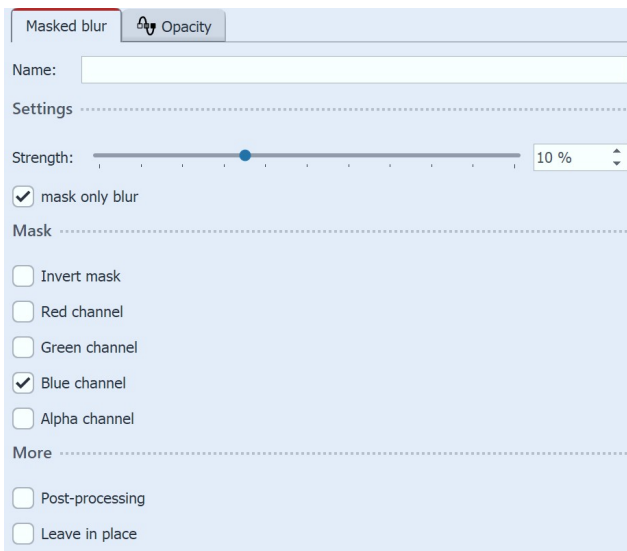 Masked blur Opacity
Name:
Settings
Strength: 10 %
mask only blur
Mask
Invert mask
Red channel
Green channel
Blue channel
Alpha channel
More
Post-processing
Leave in place